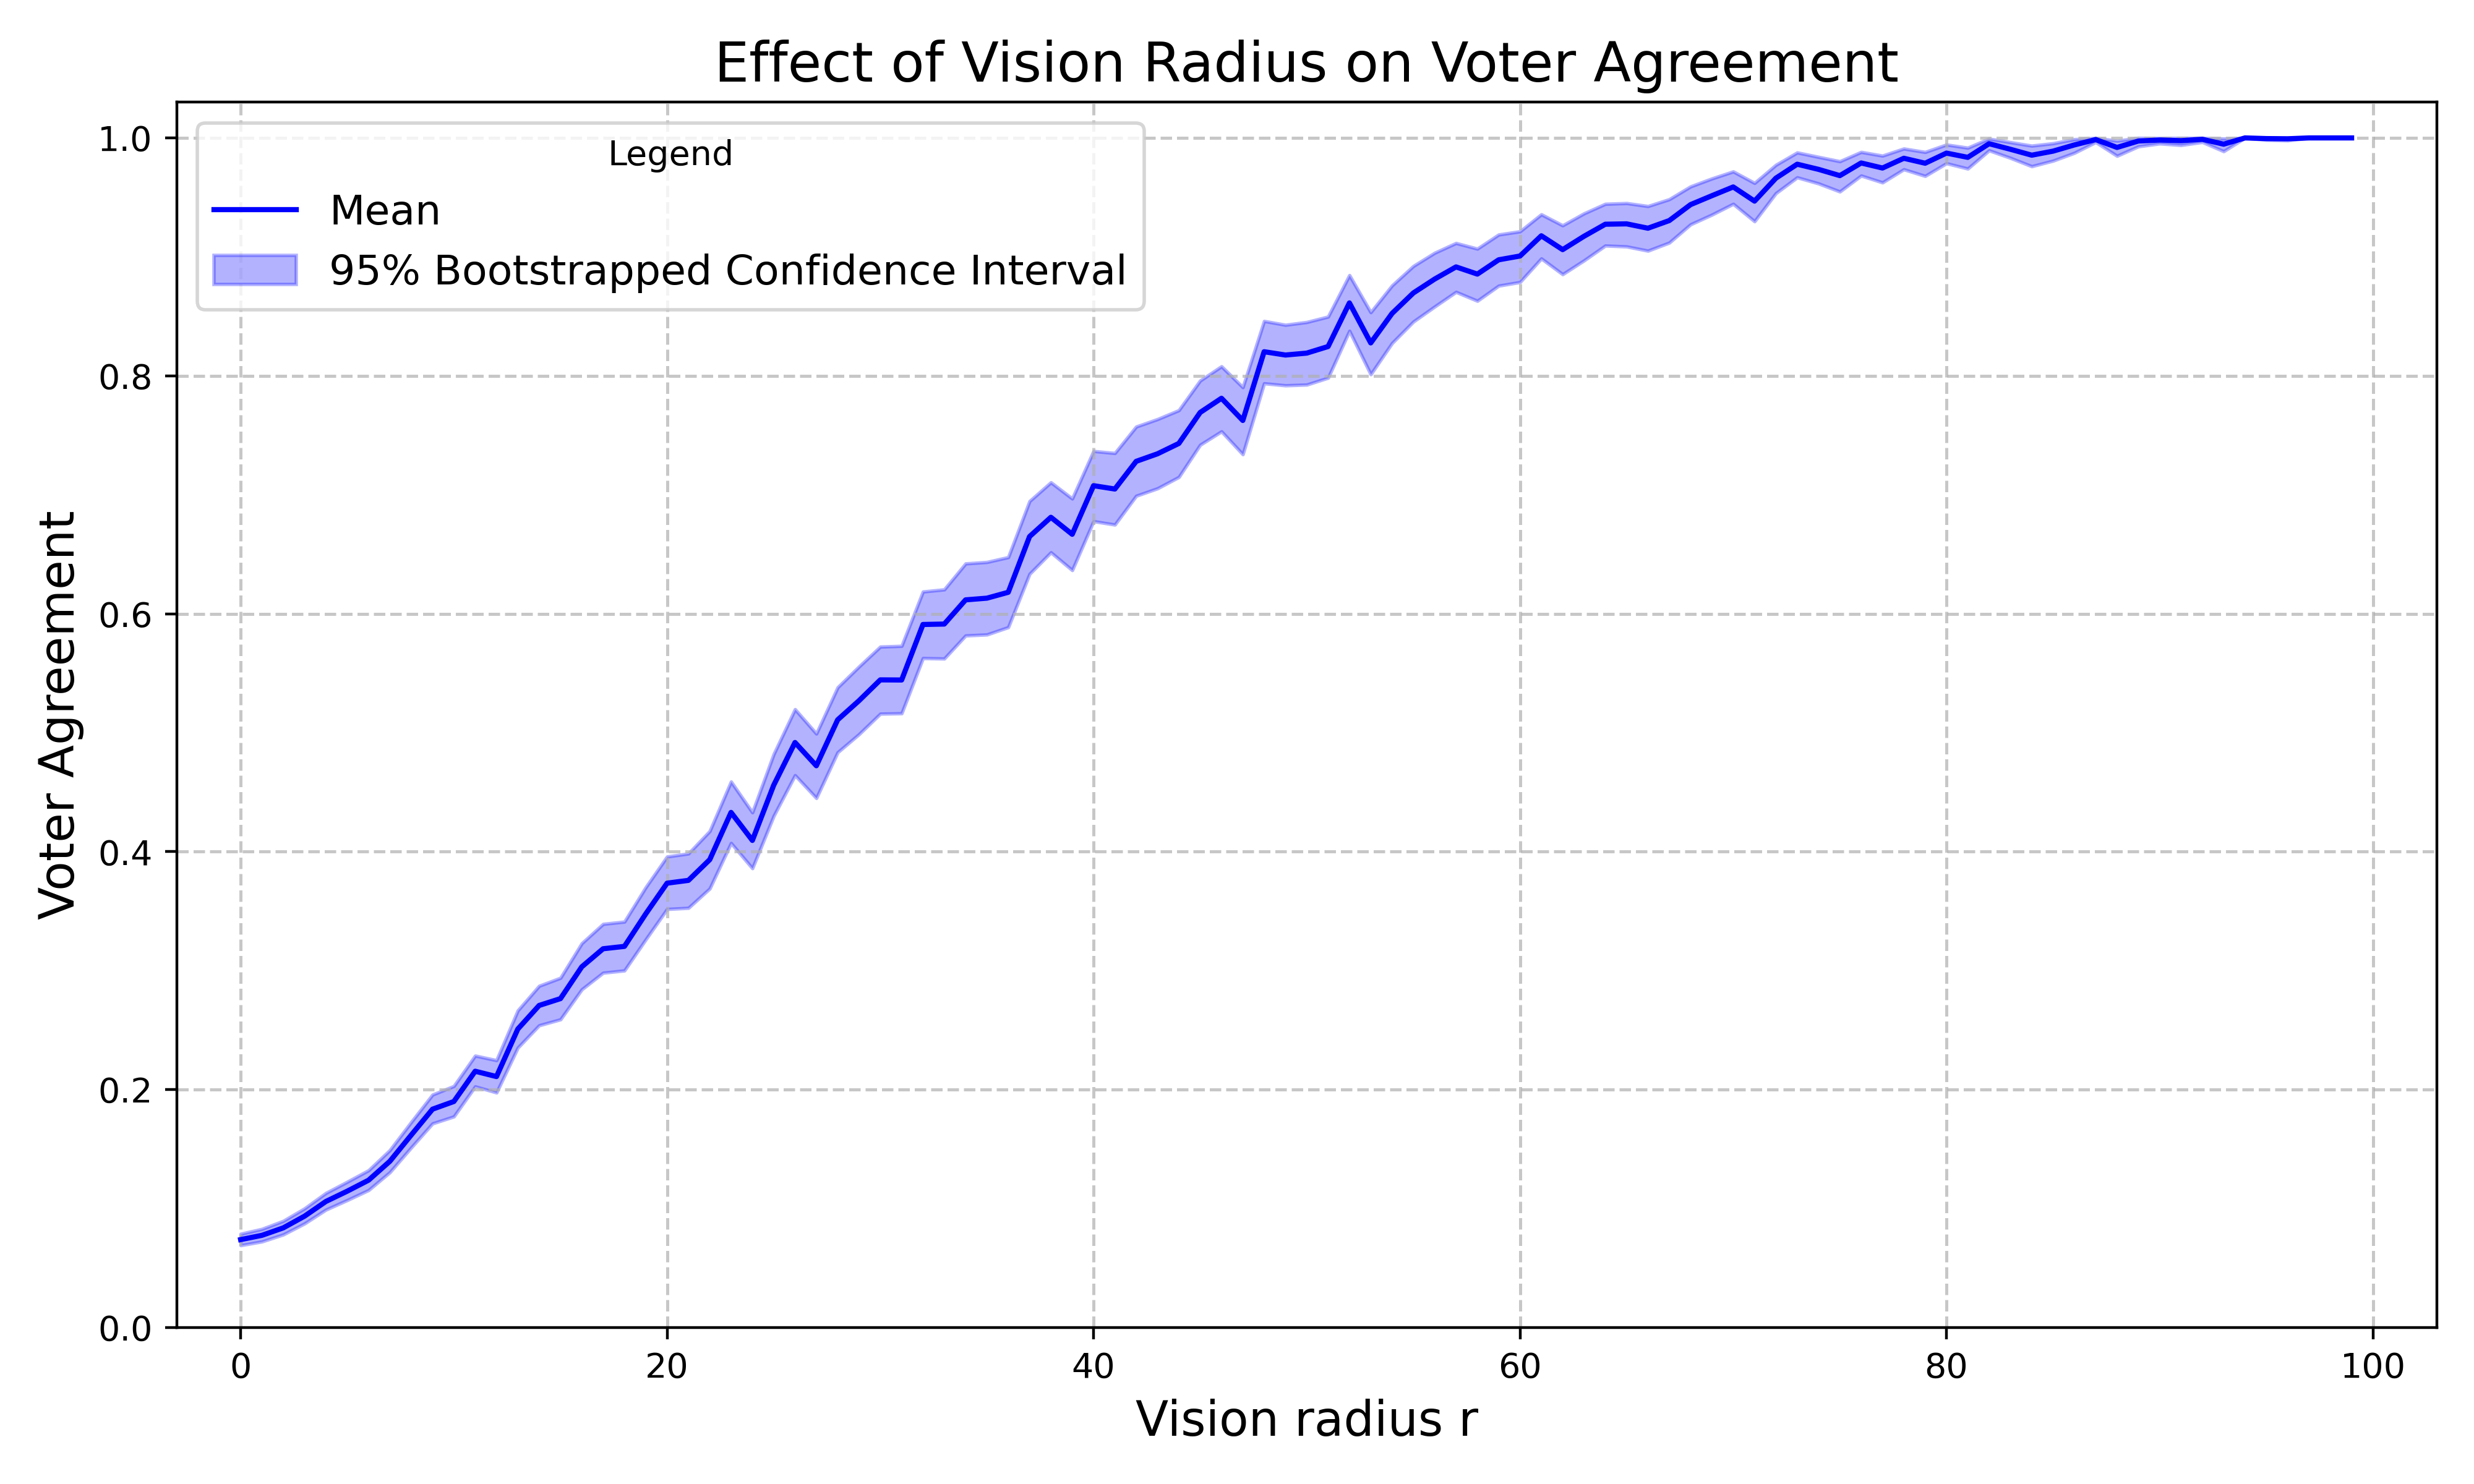 Effect of Vision Radius on Voter Agreement
Legend
Mean
95% Bootstrapped Confidence Interval
Voter Agreement
1.0
0.8
0.6
0.4
0.2
0.0
0 20 40 60 80 100
Vision radius r